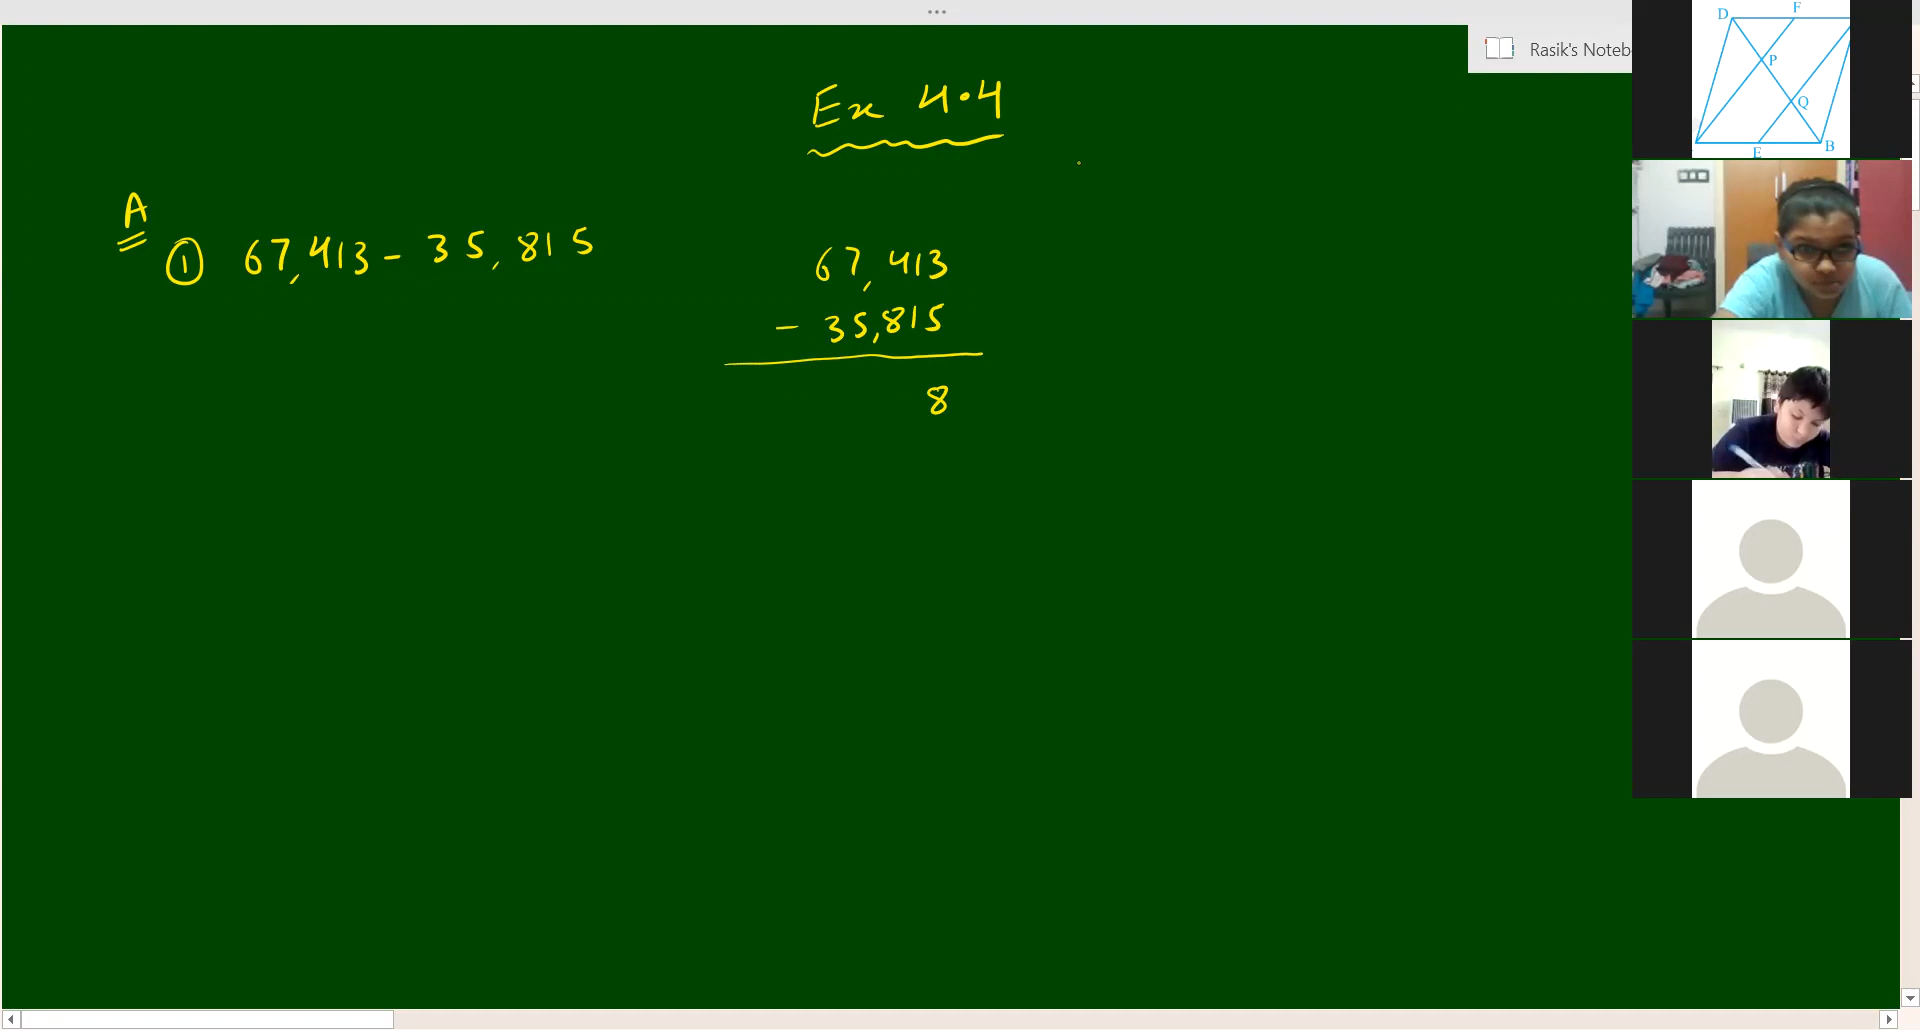 Ex 4.4
Rasik's Noteb
A
① 67,413 - 35,815
67,413
- 35,815
8
D F
P
Q
E B